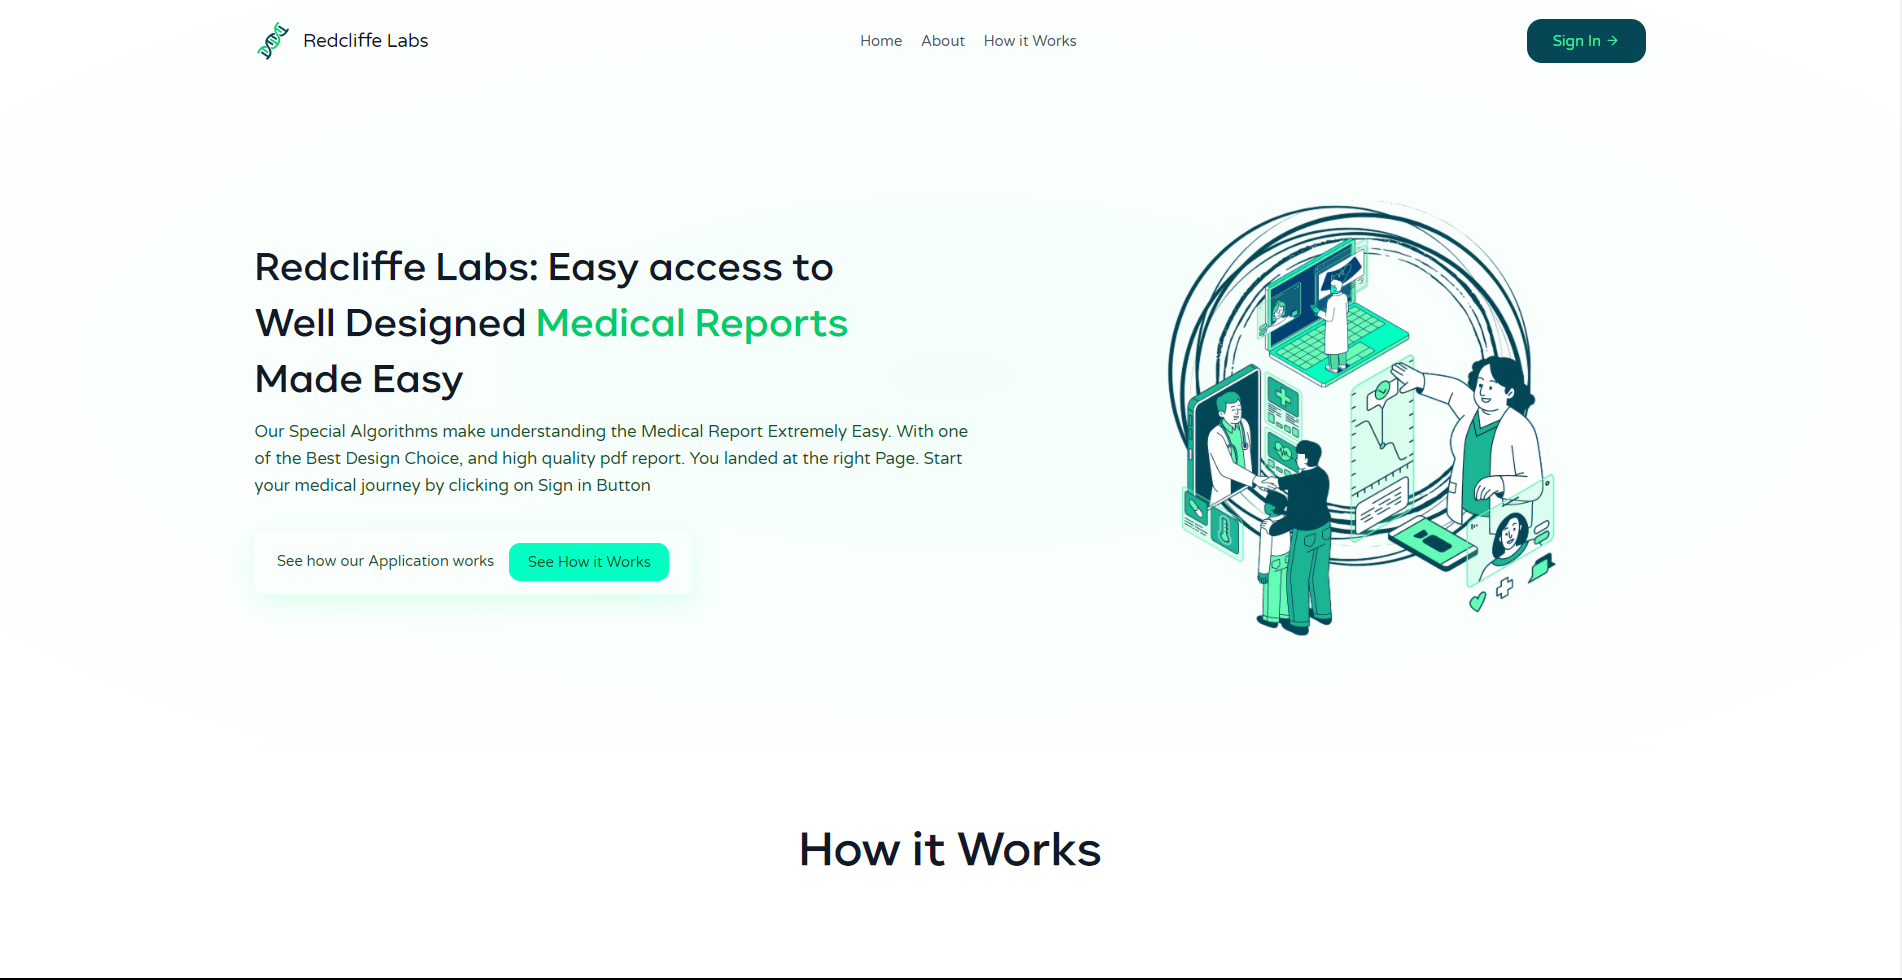 Redcliffe Labs
Home
About
How it Works
Sign In →
Redcliffe Labs: Easy access to
Well Designed Medical Reports
Made Easy
Our Special Algorithms make understanding the Medical Report Extremely Easy. With one
of the Best Design Choice, and high quality pdf report. You landed at the right Page. Start
your medical journey by clicking on Sign in Button
See how our Application works
See How it Works
How it Works